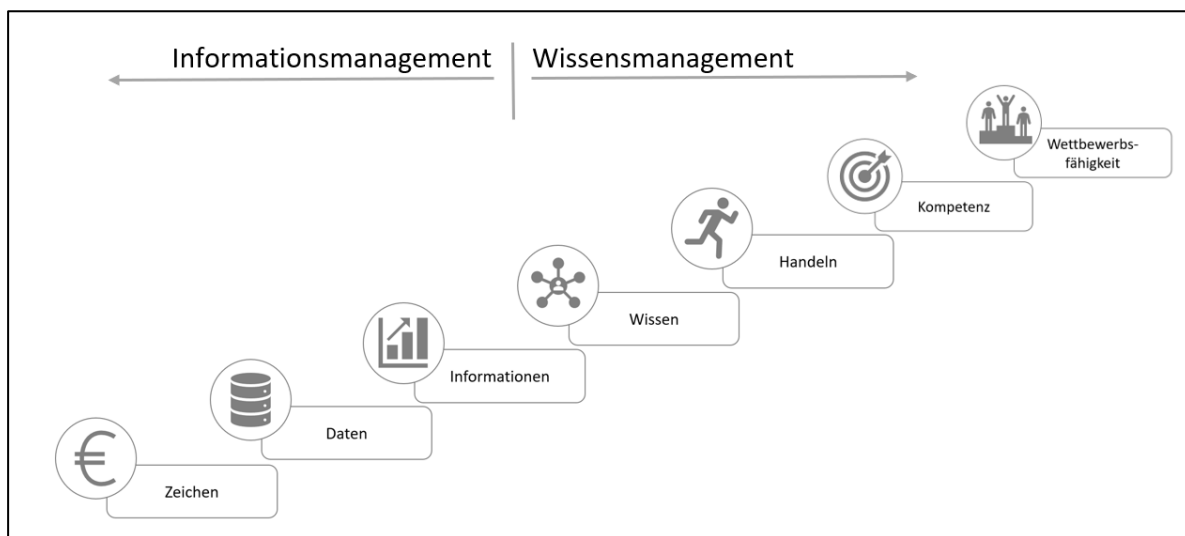 Informationsmanagement
Wissensmanagement
Wettbewerbs-
fähigkeit
Kompetenz
Handeln
Wissen
Informationen
Daten
€
Zeichen